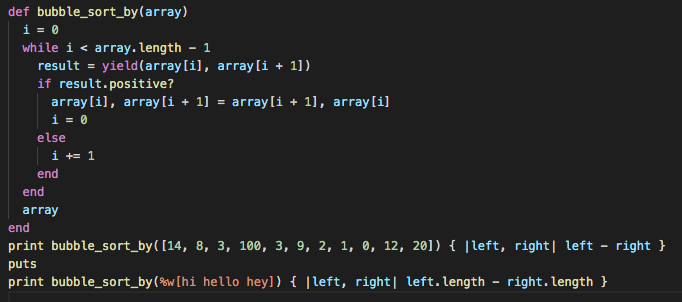 def bubble_sort_by(array)
  i = 0
  while i < array.length - 1
    result = yield(array[i], array[i + 1])
    if result.positive?
      array[i], array[i + 1] = array[i + 1], array[i]
      i = 0
    else
      i += 1
    end
  end
  array
end
print bubble_sort_by([14, 8, 3, 100, 3, 9, 2, 1, 0, 12, 20]) { |left, right| left - right }
puts
print bubble_sort_by(%w[hi hello hey]) { |left, right| left.length - right.length }